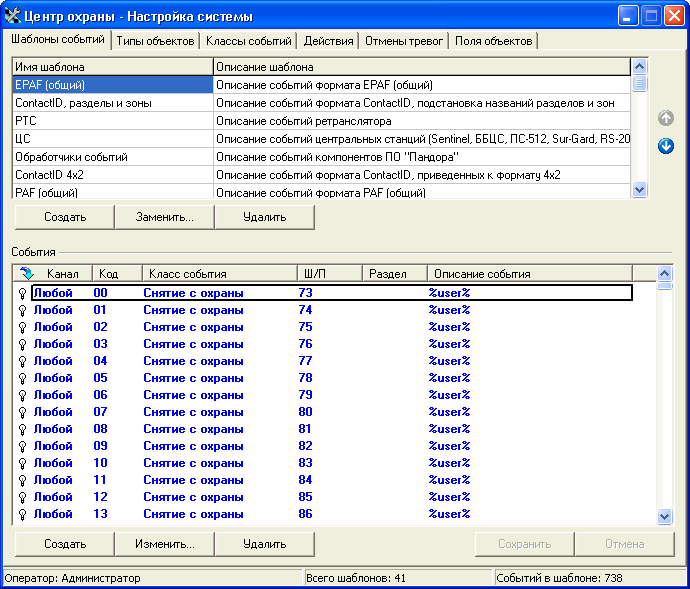 Центр охраны - Настройка системы
Шаблоны событий Типы объектов Классы событий Действия Отмены тревог Поля объектов
Имя шаблона Описание шаблона
EPAF (общий) Описание событий формата EPAF (общий)
ContactID, разделы и зоны Описание событий формата ContactID, подстановка названий разделов и зон
РТС Описание событий ретранслятора
ЦС Описание событий центральных станций (Sentinel, ББЦС, ПС-512, Sur-Gard, RS-20
Обработчики событий Описание событий компонентов ПО "Пандора"
ContactID 4x2 Описание событий формата ContactID, приведенных к формату 4x2
PAF (общий) Описание событий формата PAF (общий)
Создать Заменить... Удалить
События
Канал Код Класс события Ш/П Раздел Описание события
Любой 00 Снятие с охраны 73 %user%
Любой 01 Снятие с охраны 74 %user%
Любой 02 Снятие с охраны 75 %user%
Любой 03 Снятие с охраны 76 %user%
Любой 04 Снятие с охраны 77 %user%
Любой 05 Снятие с охраны 78 %user%
Любой 06 Снятие с охраны 79 %user%
Любой 07 Снятие с охраны 80 %user%
Любой 08 Снятие с охраны 81 %user%
Любой 09 Снятие с охраны 82 %user%
Любой 10 Снятие с охраны 83 %user%
Любой 11 Снятие с охраны 84 %user%
Любой 12 Снятие с охраны 85 %user%
Любой 13 Снятие с охраны 86 %user%
Создать Изменить... Удалить Сохранить Отмена
Оператор: Администратор Всего шаблонов: 41 Событий в шаблоне: 738